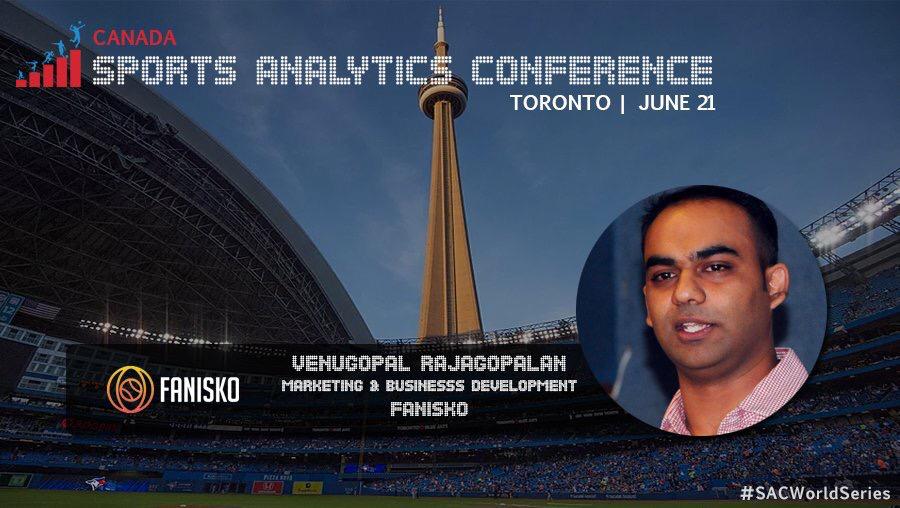 CANADA
SPORTS ANALYTICS CONFERENCE
TORONTO | JUNE 21
VENUGOPAL RAJAGOPALAN
MARKETING & BUSINESSS DEVELOPMENT
FANISKO
FANISKO
#SACWorldSeries